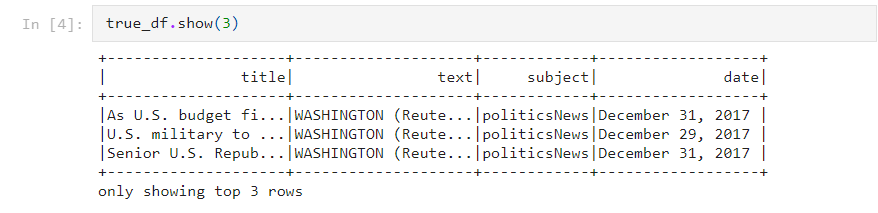 In [4]: true_df.show(3)
+--------------------+--------------------+------------+------------------+
|               title|                text|     subject|              date|
+--------------------+--------------------+------------+------------------+
|As U.S. budget fi...|WASHINGTON (Reute...|politicsNews|December 31, 2017 |
|U.S. military to ...|WASHINGTON (Reute...|politicsNews|December 29, 2017 |
|Senior U.S. Repub...|WASHINGTON (Reute...|politicsNews|December 31, 2017 |
+--------------------+--------------------+------------+------------------+
only showing top 3 rows